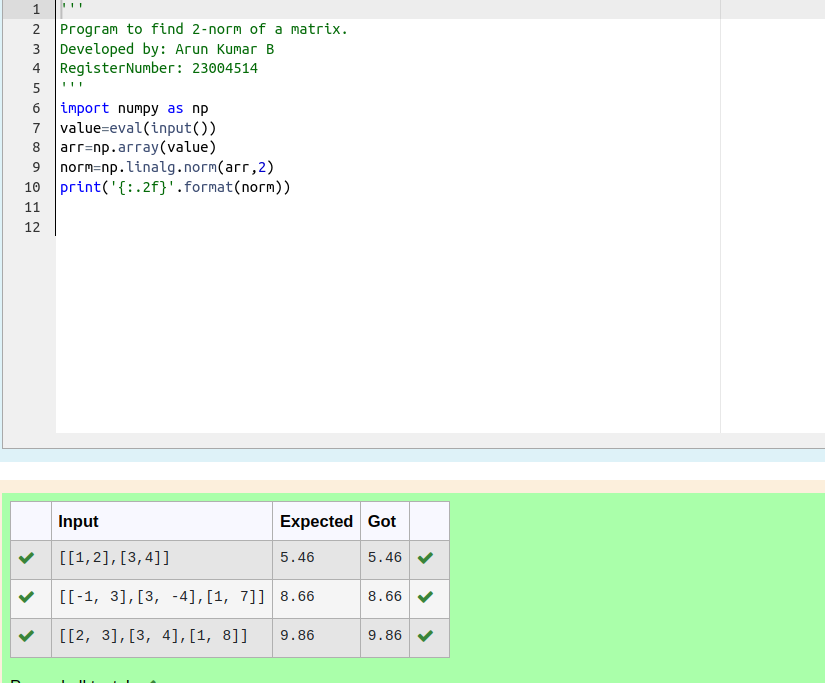 1 '''
2 Program to find 2-norm of a matrix.
3 Developed by: Arun Kumar B
4 RegisterNumber: 23004514
5 '''
6 import numpy as np
7 value=eval(input())
8 arr=np.array(value)
9 norm=np.linalg.norm(arr,2)
10 print('{:.2f}'.format(norm))
11
12
Input Expected Got
[[1,2],[3,4]] 5.46 5.46
[[-1, 3],[3, -4],[1, 7]] 8.66 8.66
[[2, 3],[3, 4],[1, 8]] 9.86 9.86